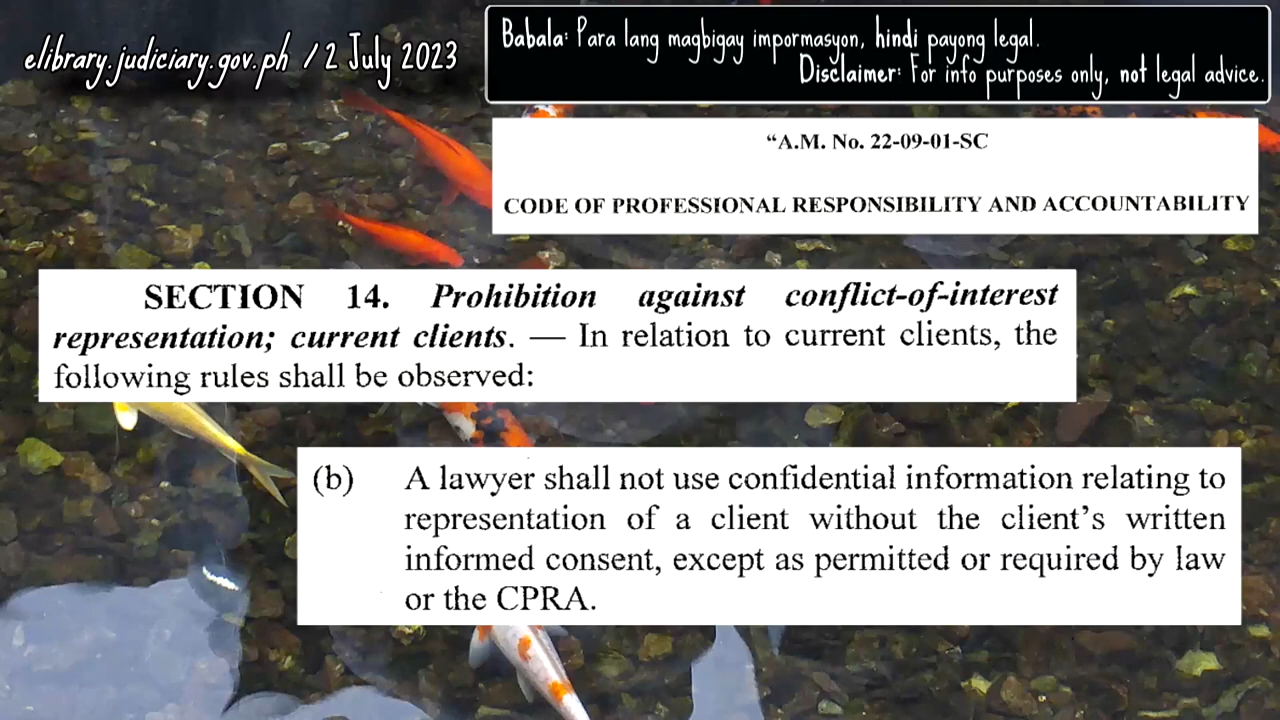 elibrary.judiciary.gov.ph / 2 July 2023
Babala: Para lang magbigay impormasyon, hindi payong legal.
Disclaimer: For info purposes only, not legal advice.
“A.M. No. 22-09-01-SC
CODE OF PROFESSIONAL RESPONSIBILITY AND ACCOUNTABILITY
SECTION 14. Prohibition against conflict-of-interest
representation; current clients. — In relation to current clients, the
following rules shall be observed:
(b) A lawyer shall not use confidential information relating to
representation of a client without the client’s written
informed consent, except as permitted or required by law
or the CPRA.